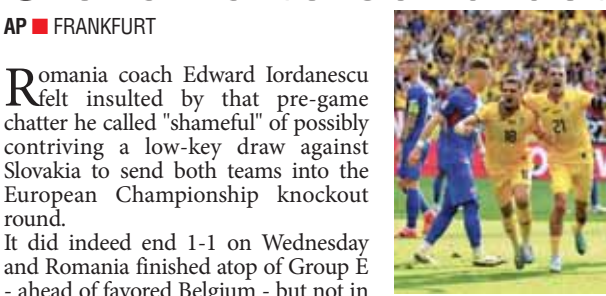 AP ■ FRANKFURT
Romania coach Edward Iordanescu
felt insulted by that pre-game
chatter he called "shameful" of possibly
contriving a low-key draw against
Slovakia to send both teams into the
European Championship knockout
round.
It did indeed end 1-1 on Wednesday
and Romania finished atop of Group E
- ahead of favored Belgium - but not in
18
21